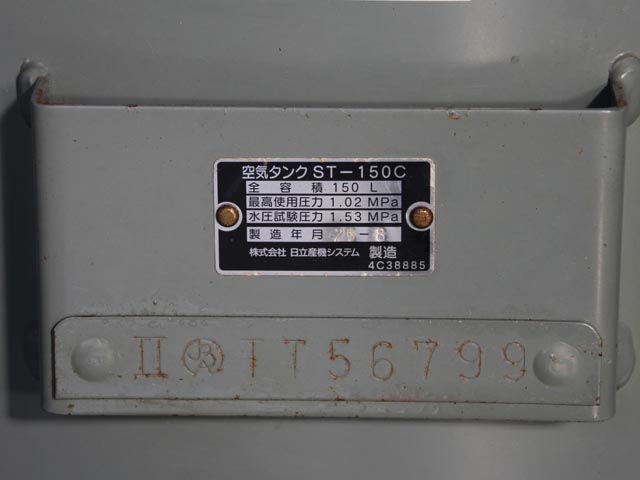 空気タンク ST-150C
全容積 150 L
最高使用圧力 1.02 MPa
水圧試験圧力 1.53 MPa
製造年月
株式会社 日立産機システム 製造
4C38885
II R TT56799